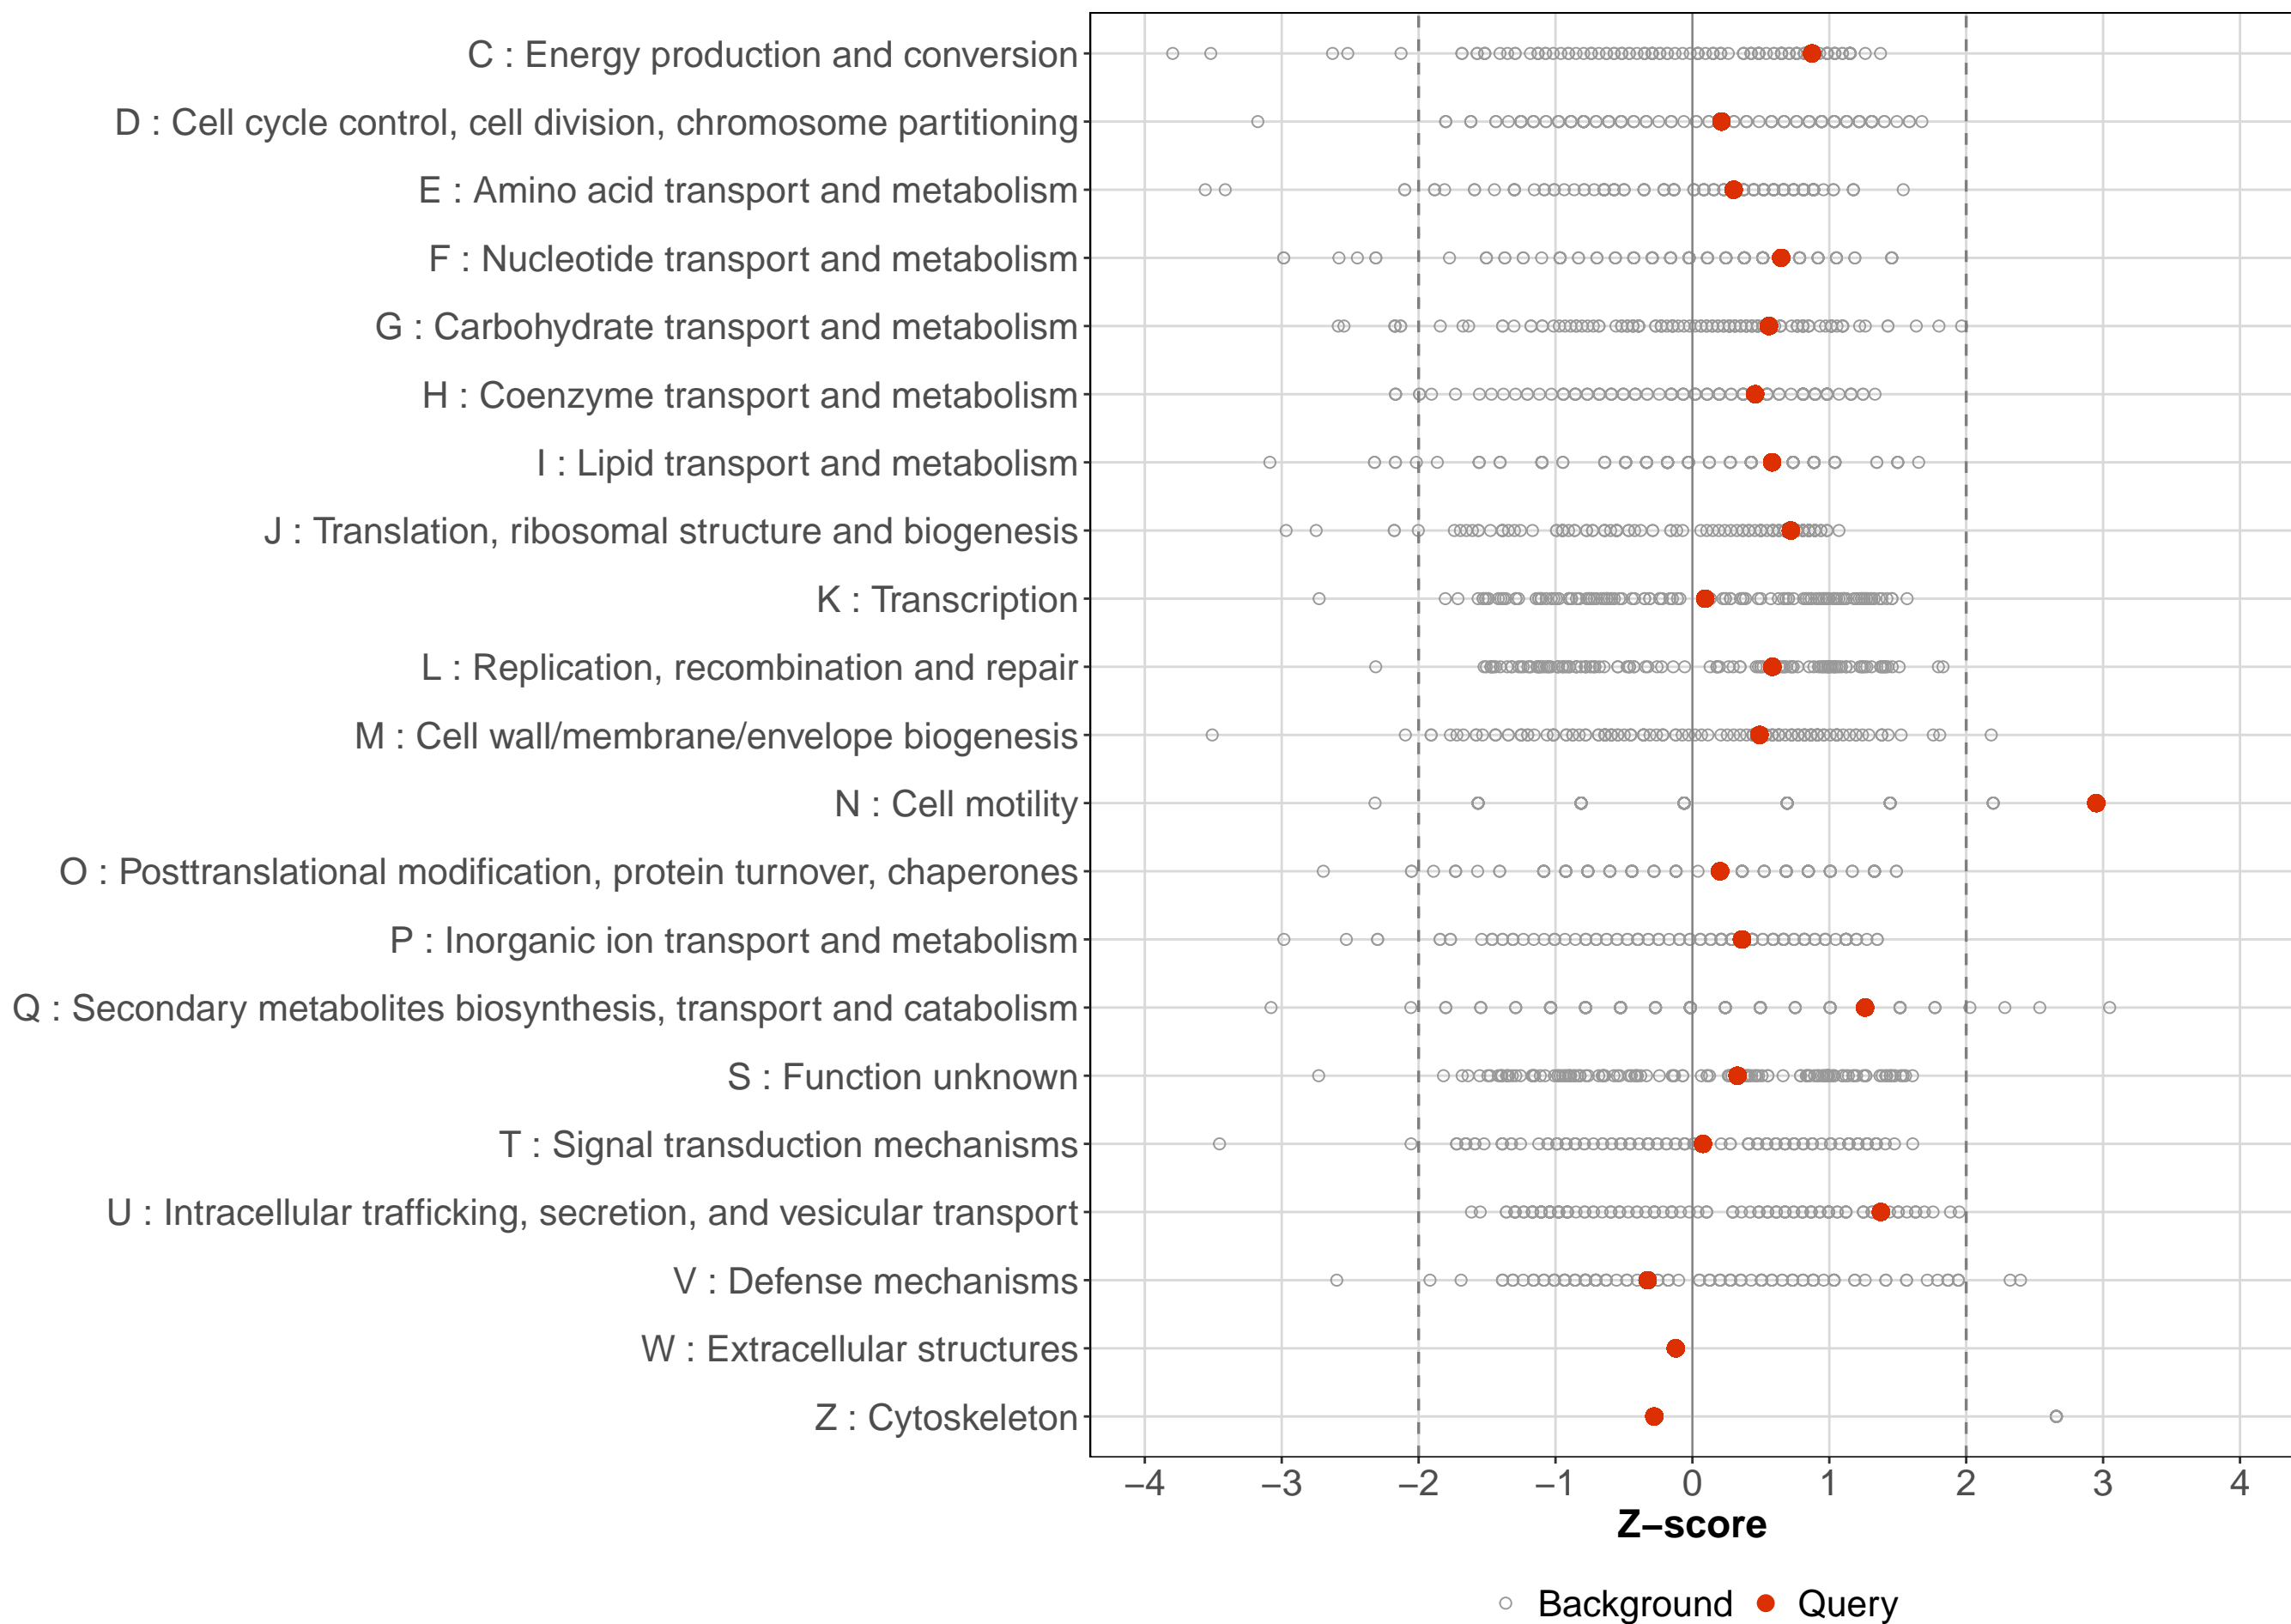 C : Energy production and conversion
D : Cell cycle control, cell division, chromosome partitioning
E : Amino acid transport and metabolism
F : Nucleotide transport and metabolism
G : Carbohydrate transport and metabolism
H : Coenzyme transport and metabolism
I : Lipid transport and metabolism
J : Translation, ribosomal structure and biogenesis
K : Transcription
L : Replication, recombination and repair
M : Cell wall/membrane/envelope biogenesis
N : Cell motility
O : Posttranslational modification, protein turnover, chaperones
P : Inorganic ion transport and metabolism
Q : Secondary metabolites biosynthesis, transport and catabolism
S : Function unknown
T : Signal transduction mechanisms
U : Intracellular trafficking, secretion, and vesicular transport
V : Defense mechanisms
W : Extracellular structures
Z : Cytoskeleton
−4 −3 −2 −1 0 1 2 3 4
Z−score
Background Query